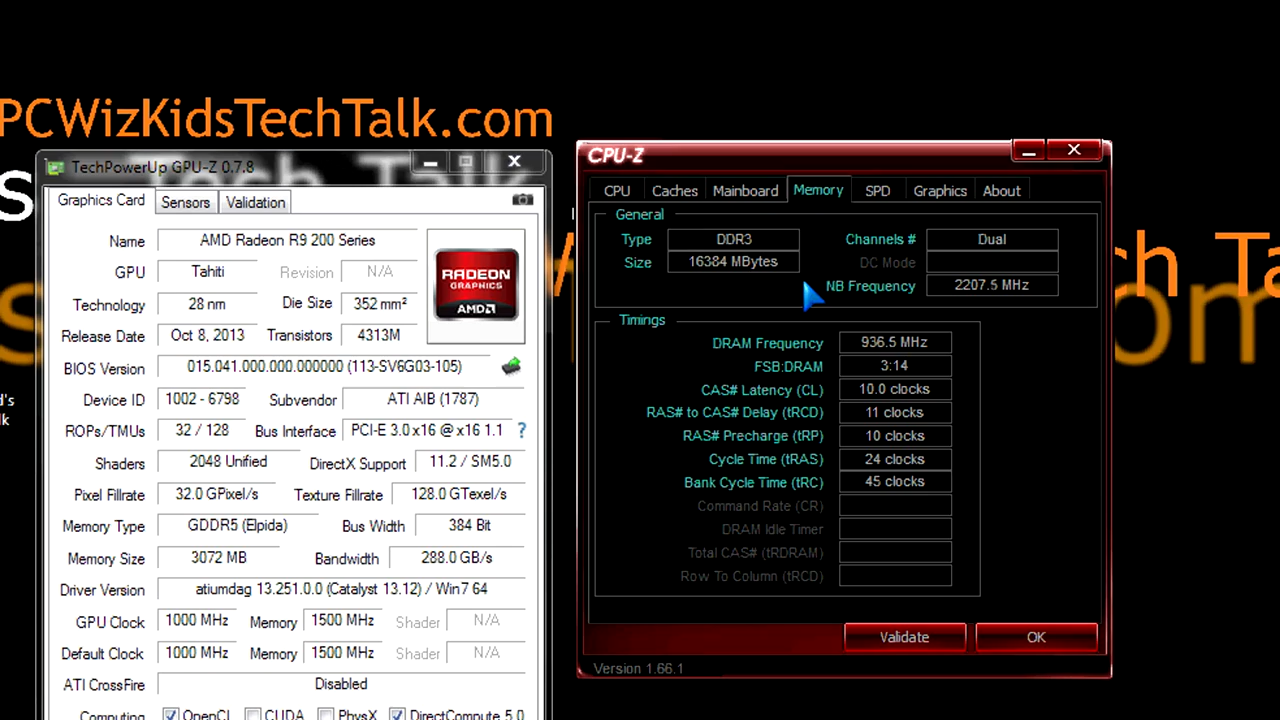 PCWizKidsTechTalk.com
TechPowerUp GPU-Z 0.7.8
Graphics Card Sensors Validation
Name AMD Radeon R9 200 Series
GPU Tahiti Revision N/A
RADEON
GRAPHICS
AMD
Technology 28 nm Die Size 352 mm²
Release Date Oct 8, 2013 Transistors 4313M
BIOS Version 015.041.000.000.000000 (113-SV6G03-105)
Device ID 1002 - 6798 Subvendor ATI AIB (1787)
ROPs/TMUs 32 / 128 Bus Interface PCI-E 3.0 x16 @ x16 1.1 ?
Shaders 2048 Unified DirectX Support 11.2 / SM5.0
Pixel Fillrate 32.0 GPixel/s Texture Fillrate 128.0 GTexel/s
Memory Type GDDR5 (Elpida) Bus Width 384 Bit
Memory Size 3072 MB Bandwidth 288.0 GB/s
Driver Version atiumdag 13.251.0.0 (Catalyst 13.12) / Win7 64
GPU Clock 1000 MHz Memory 1500 MHz Shader N/A
Default Clock 1000 MHz Memory 1500 MHz Shader N/A
ATI CrossFire Disabled
Computing OpenCL CUDA PhysX DirectCompute 5.0
CPU-Z
CPU Caches Mainboard Memory SPD Graphics About
General
Type DDR3 Channels # Dual
Size 16384 MBytes DC Mode
NB Frequency 2207.5 MHz
Timings
DRAM Frequency 936.5 MHz
FSB:DRAM 3:14
CAS# Latency (CL) 10.0 clocks
RAS# to CAS# Delay (tRCD) 11 clocks
RAS# Precharge (tRP) 10 clocks
Cycle Time (tRAS) 24 clocks
Bank Cycle Time (tRC) 45 clocks
Command Rate (CR)
DRAM Idle Timer
Total CAS# (tRDRAM)
Row To Column (tRCD)
Validate OK
Version 1.66.1